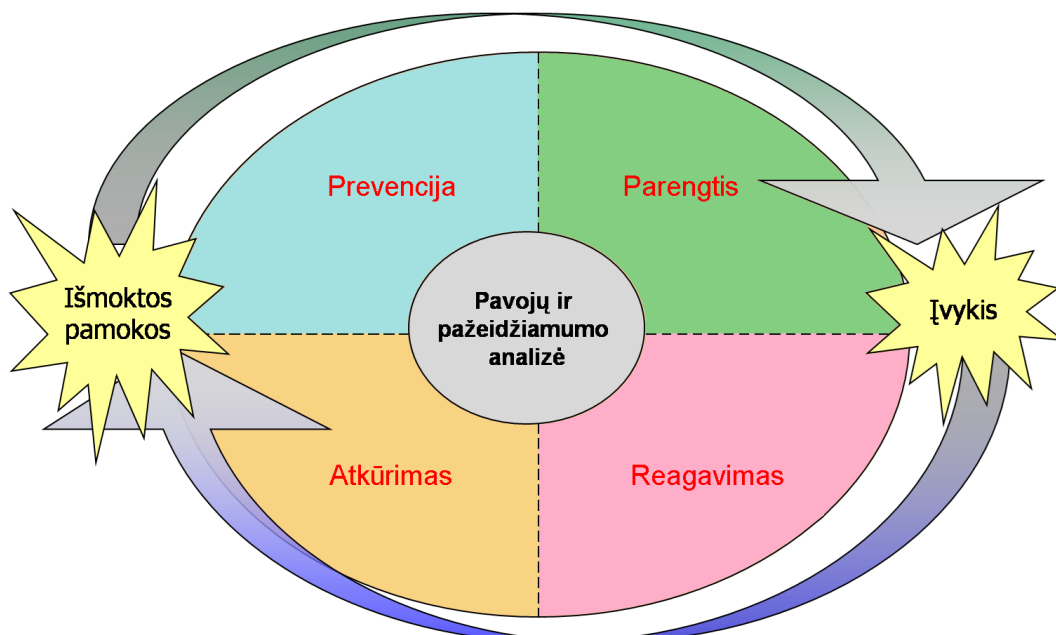 Prevencija
Parengtis
Išmoktos
pamokos
Pavojų ir
pažeidžiamumo
analizė
Įvykis
Atkūrimas
Reagavimas